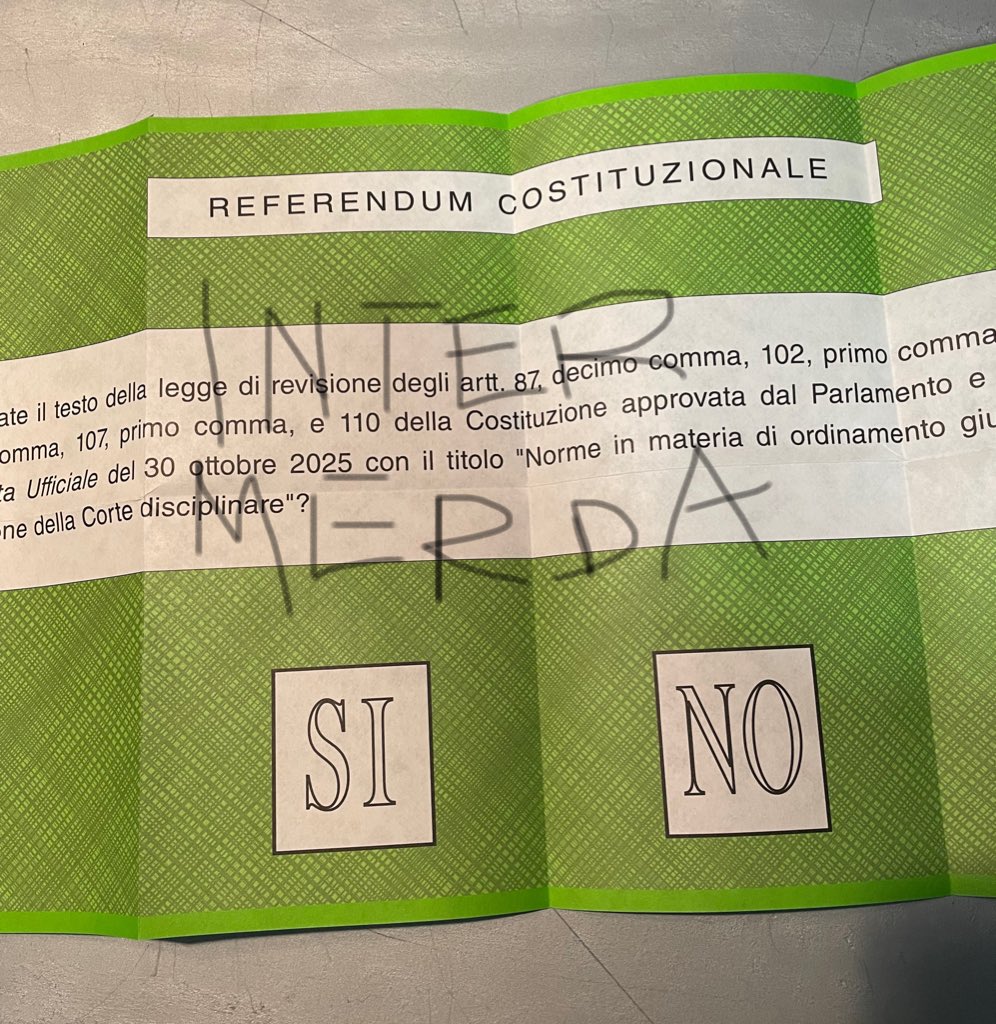 REFERENDUM COSTITUZIONALE
INTER
ate il testo della legge di revisione degli artt. 87, decimo comma, 102, primo comma
omma, 107, primo comma, e 110 della Costituzione approvata dal Parlamento e
ta Ufficiale del 30 ottobre 2025 con il titolo "Norme in materia di ordinamento giu
MERDA
one della Corte disciplinare"?
SI
NO